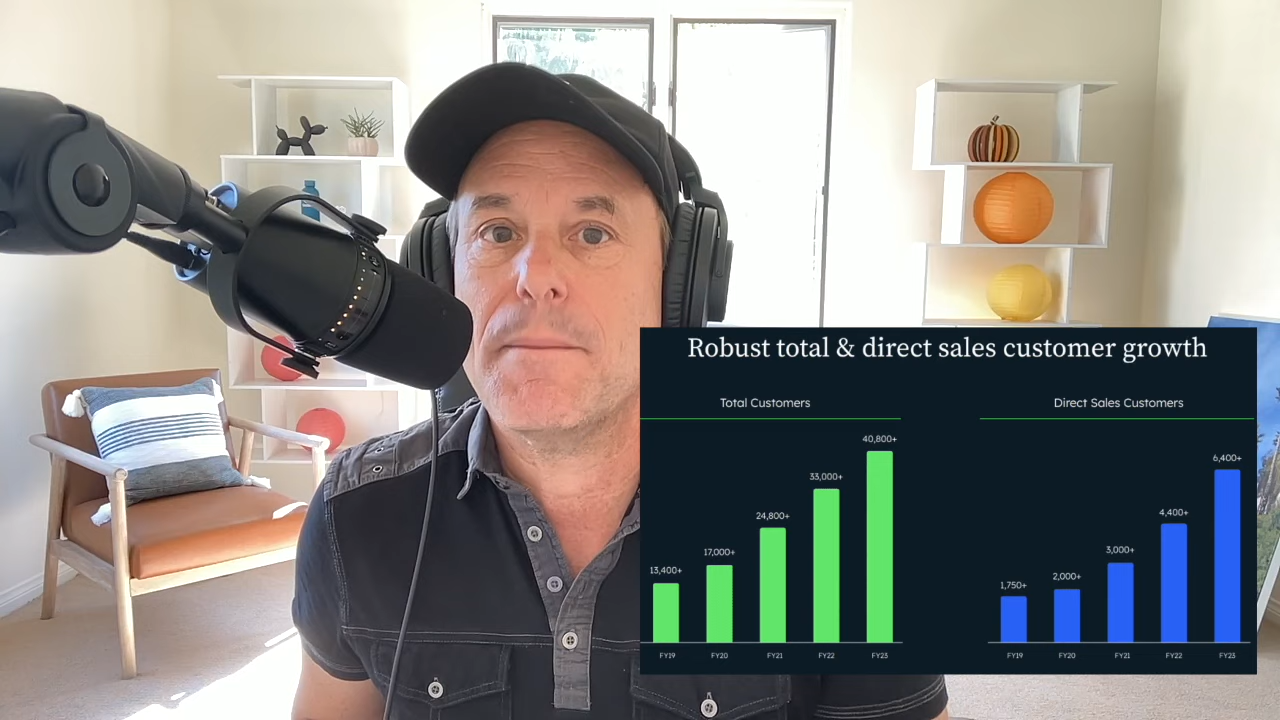 Robust total & direct sales customer growth
Total Customers
13,400+
17,000+
24,800+
33,000+
40,800+
FY19
FY20
FY21
FY22
FY23
Direct Sales Customers
1,750+
2,000+
3,000+
4,400+
6,400+
FY19
FY20
FY21
FY22
FY23